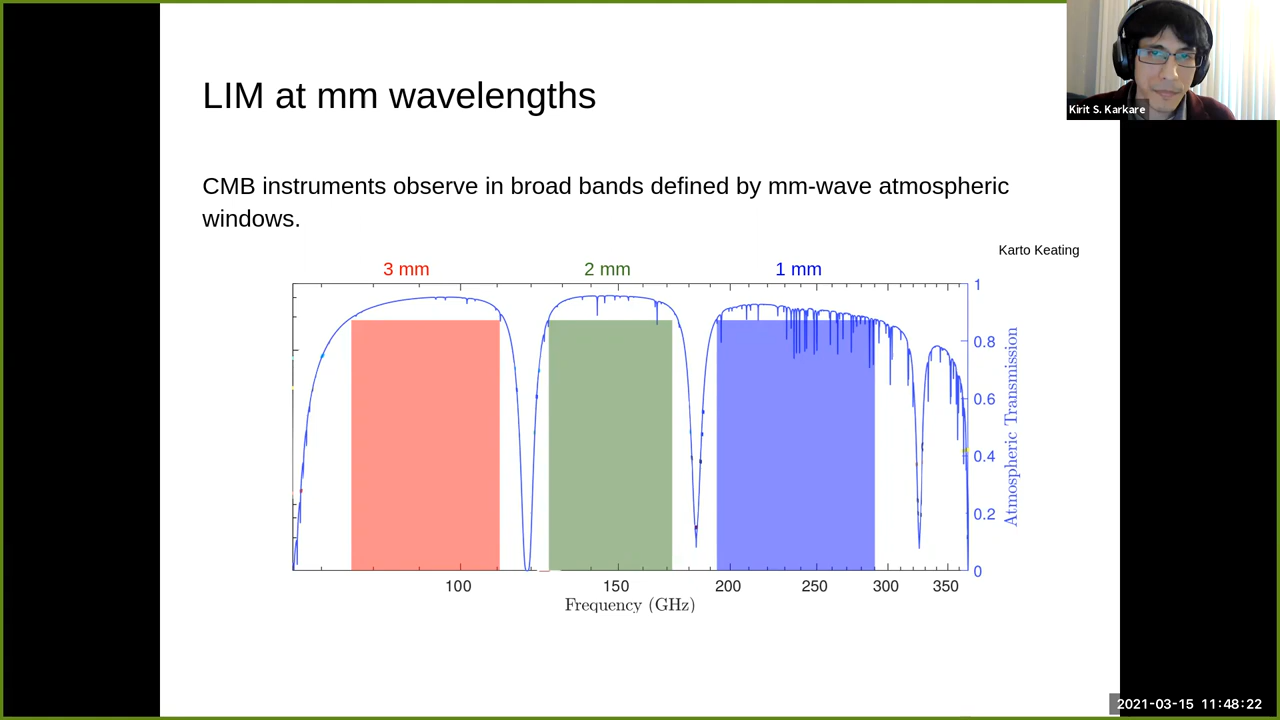 Kirit S. Karkare
LIM at mm wavelengths
CMB instruments observe in broad bands defined by mm-wave atmospheric
windows.
Karto Keating
3 mm
2 mm
1 mm
1
0.8
0.6
0.4
0.2
0
Atmospheric Transmission
100
150
200
250
300
350
Frequency (GHz)
2021-03-15 11:48:22